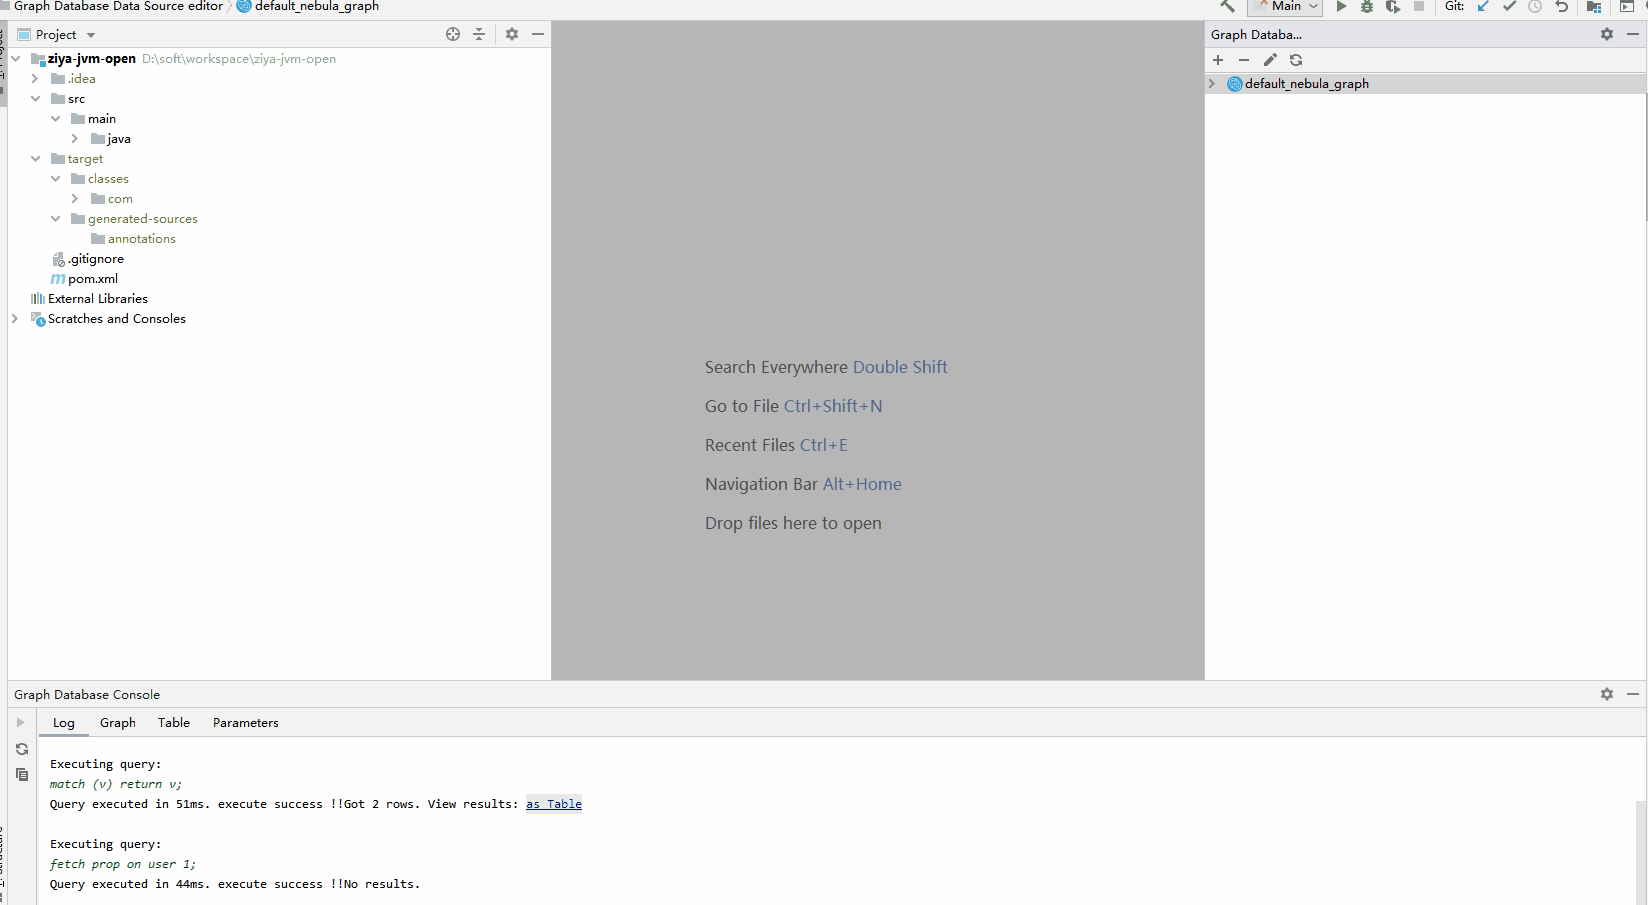 Graph Database Data Source editor default_nebula_graph
Main
Git:
Project
ziya-jvm-open D:\soft\workspace\ziya-jvm-open
.idea
src
main
java
target
classes
com
generated-sources
annotations
.gitignore
pom.xml
External Libraries
Scratches and Consoles
Search Everywhere Double Shift
Go to File Ctrl+Shift+N
Recent Files Ctrl+E
Navigation Bar Alt+Home
Drop files here to open
Graph Databa...
default_nebula_graph
Graph Database Console
Log Graph Table Parameters
Executing query:
match (v) return v;
Query executed in 51ms. execute success !!Got 2 rows. View results: as Table
Executing query:
fetch prop on user 1;
Query executed in 44ms. execute success !!No results.